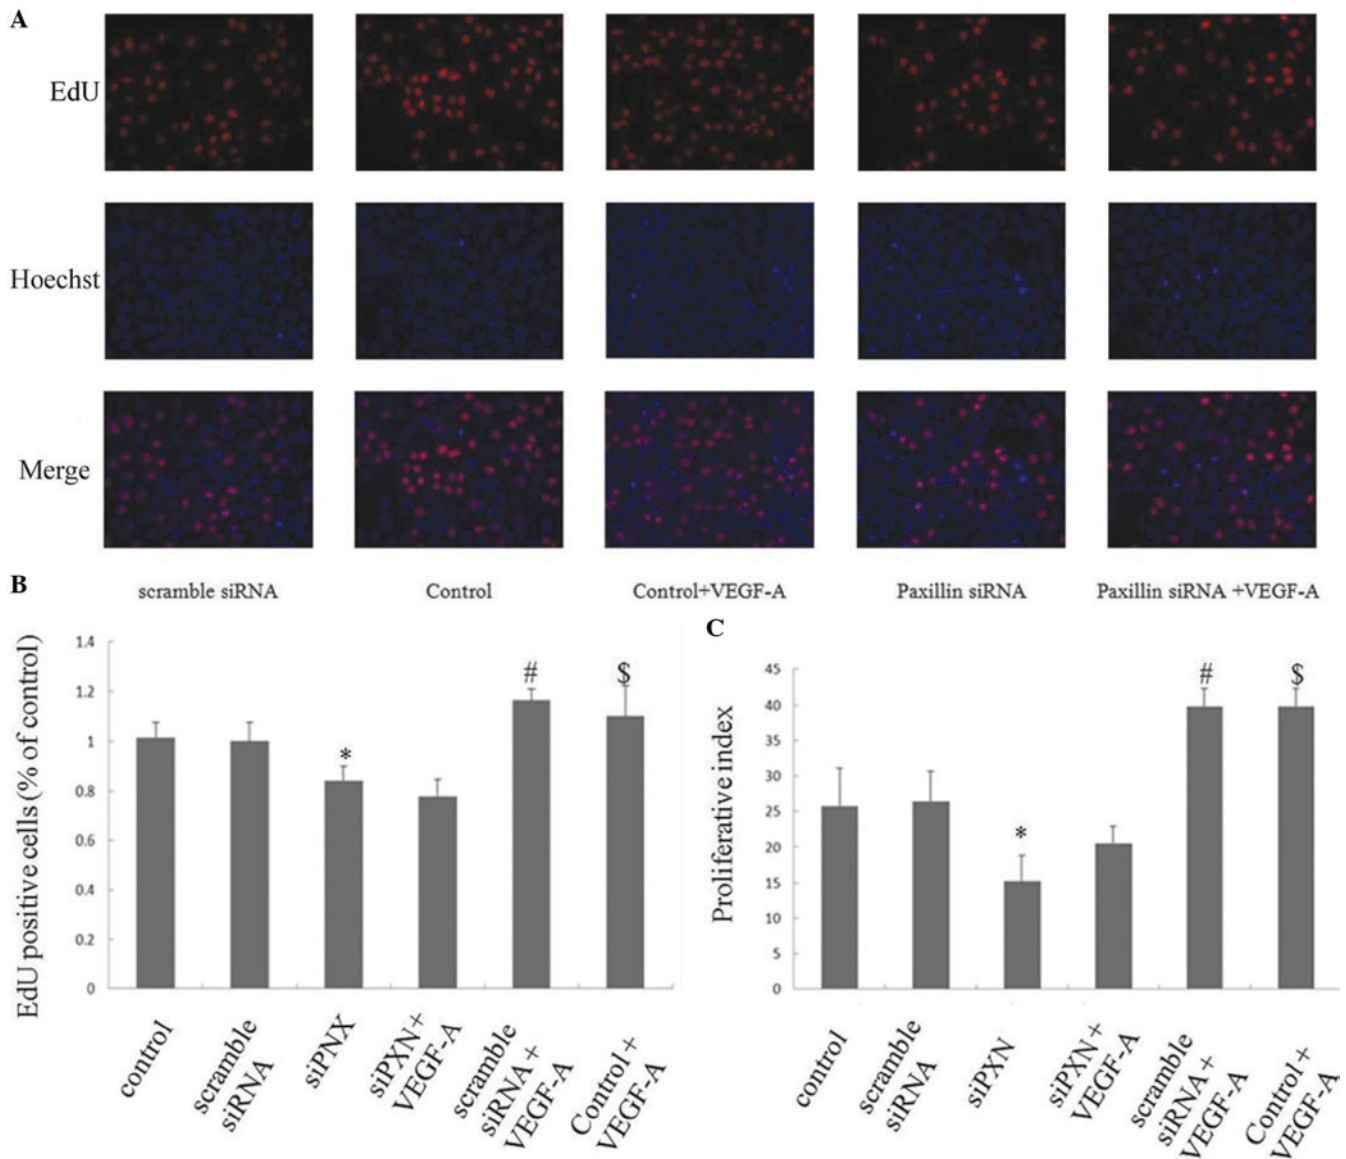 A
EdU
Hoechst
Merge
scramble siRNA
Control
Control+VEGF-A
Paxillin siRNA
Paxillin siRNA +VEGF-A
B
EdU positive cells (% of control)
1.4
1.2
1
0.8
0.6
0.4
0.2
0
*
#
$
control
scramble
siRNA
siPNX
siPXN+
VEGF-A
scramble
siRNA+
VEGF-A
Control+
VEGF-A
C
Proliferative index
45
40
35
30
25
20
15
10
5
0
*
#
$
control
scramble
siRNA
siPXN
siPXN+
VEGF-A
scramble
siRNA+
VEGF-A
Control+
VEGF-A